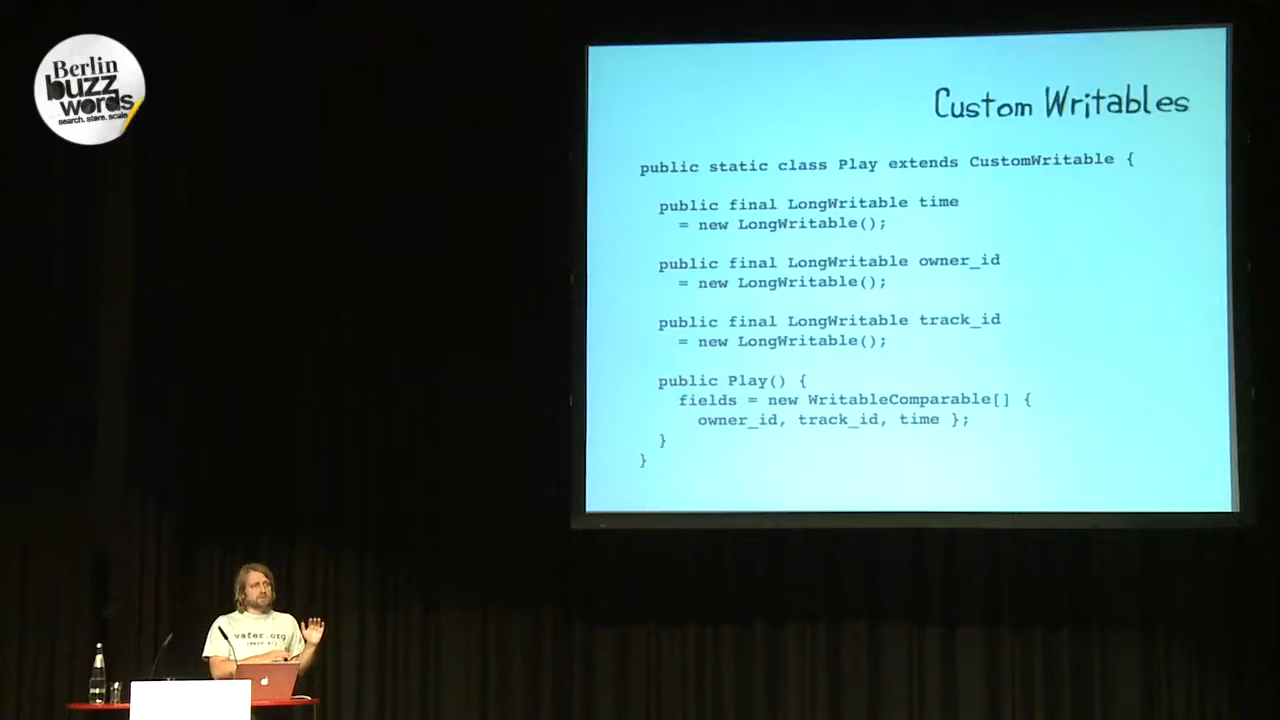 Berlin
buzz
words
search. store. scale
Custom Writables
public static class Play extends CustomWritable {
public final LongWritable time
= new LongWritable();
public final LongWritable owner_id
= new LongWritable();
public final LongWritable track_id
= new LongWritable();
public Play() {
fields = new WritableComparable[] {
owner_id, track_id, time };
}
}
vafer.org